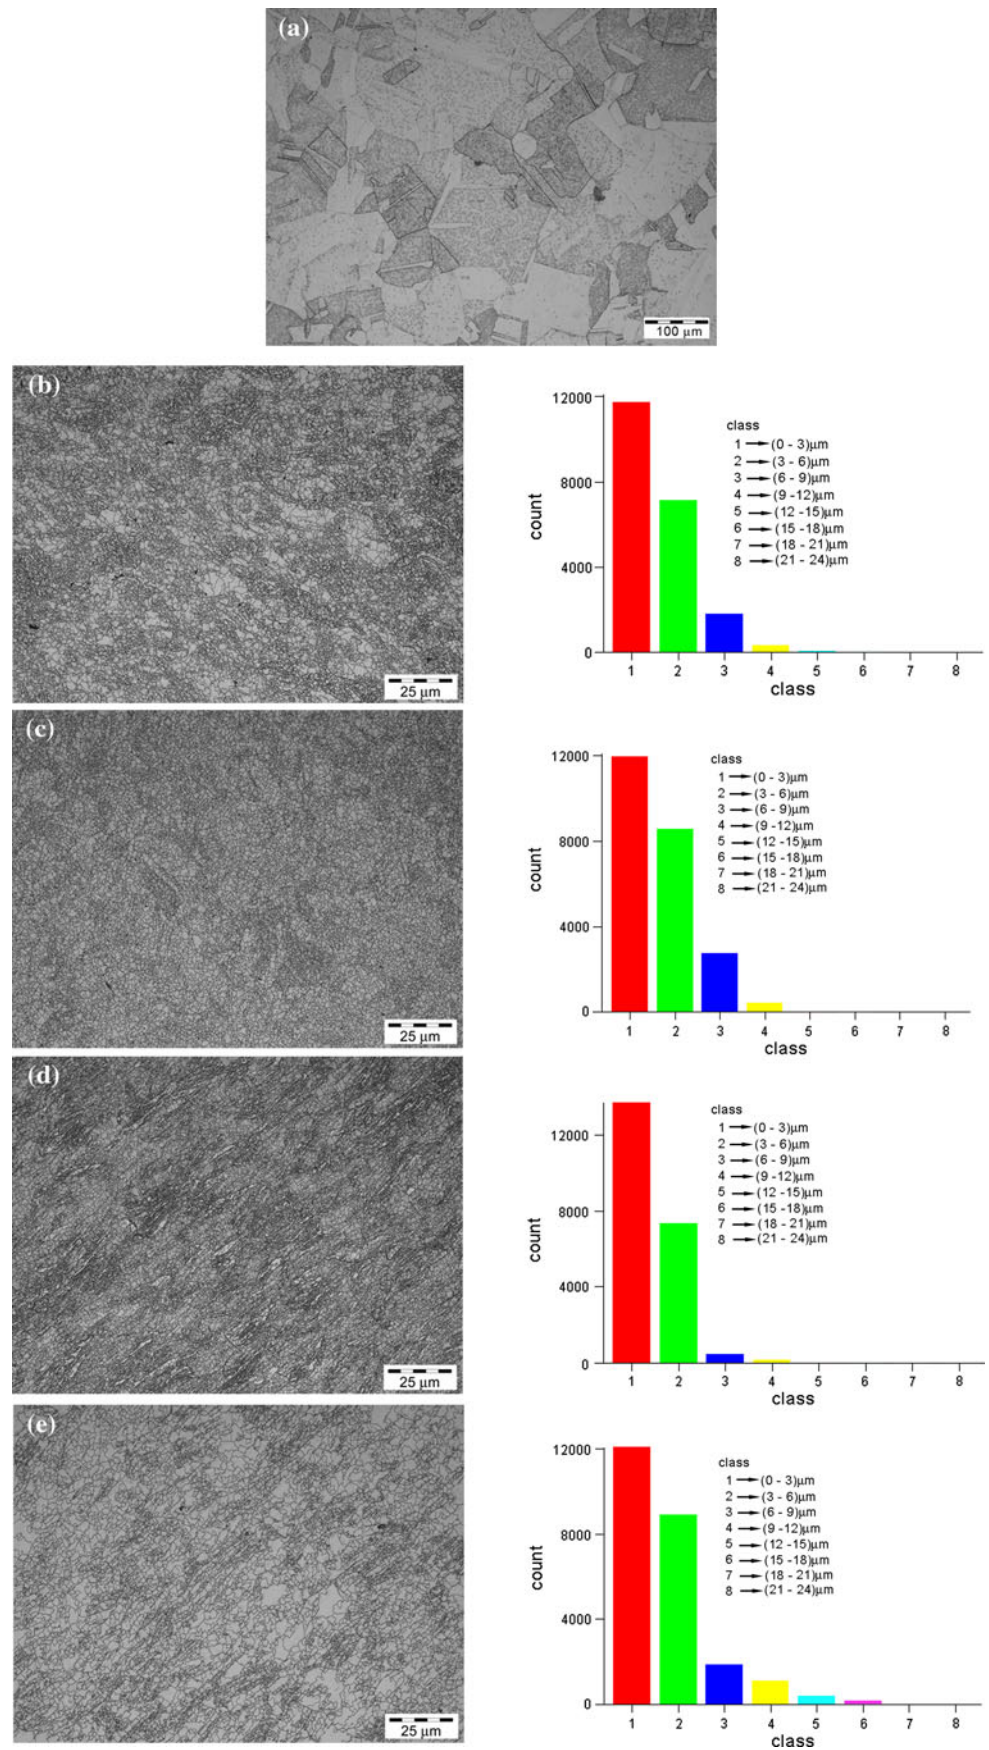 (a)
100 μm
(b)
25 μm
12000
8000
4000
0
count
class
1 → (0 - 3)μm
2 → (3 - 6)μm
3 → (6 - 9)μm
4 → (9 -12)μm
5 → (12 -15)μm
6 → (15 -18)μm
7 → (18 - 21)μm
8 → (21 - 24)μm
1 2 3 4 5 6 7 8
class
(c)
25 μm
12000
8000
4000
0
count
class
1 → (0 - 3)μm
2 → (3 - 6)μm
3 → (6 - 9)μm
4 → (9 -12)μm
5 → (12 -15)μm
6 → (15 -18)μm
7 → (18 - 21)μm
8 → (21 - 24)μm
1 2 3 4 5 6 7 8
class
(d)
25 μm
12000
8000
4000
0
count
class
1 → (0 - 3)μm
2 → (3 - 6)μm
3 → (6 - 9)μm
4 → (9 -12)μm
5 → (12 -15)μm
6 → (15 -18)μm
7 → (18 - 21)μm
8 → (21 - 24)μm
1 2 3 4 5 6 7 8
class
(e)
25 μm
12000
8000
4000
0
count
class
1 → (0 - 3)μm
2 → (3 - 6)μm
3 → (6 - 9)μm
4 → (9 -12)μm
5 → (12 -15)μm
6 → (15 -18)μm
7 → (18 - 21)μm
8 → (21 - 24)μm
1 2 3 4 5 6 7 8
class